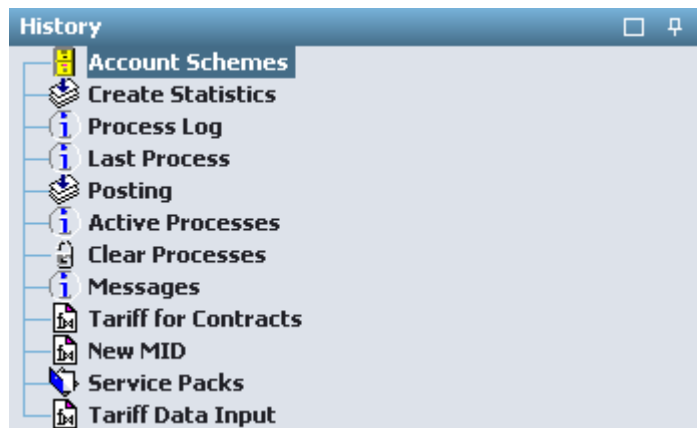 History
Account Schemes
Create Statistics
Process Log
Last Process
Posting
Active Processes
Clear Processes
Messages
Tariff for Contracts
New MID
Service Packs
Tariff Data Input